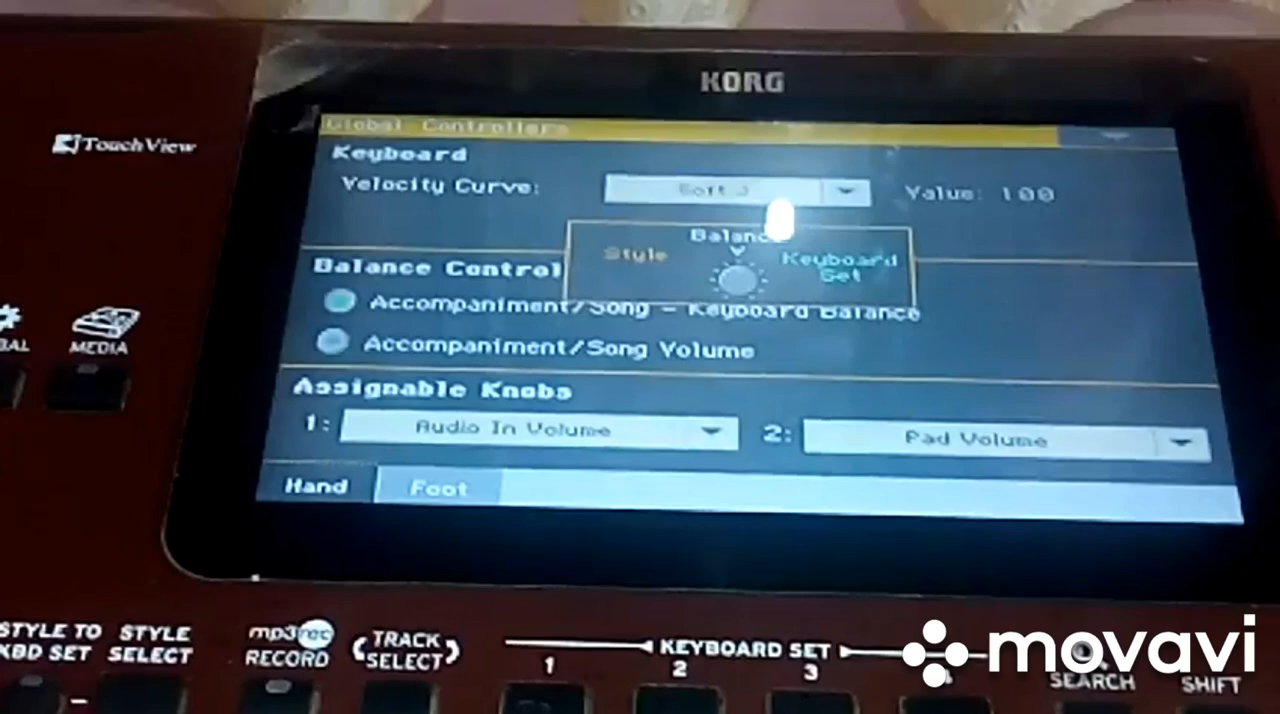 KORG
TouchView
Global Controllers
Keyboard
Velocity Curve:
Value: 100
Balance
Style
Keyboard
Set
Balance Control
Accompaniment/Song - Keyboard Balance
Accompaniment/Song Volume
Assignable Knobs
1: Audio In Volume 2: Pad Volume
Hand Foot
BAL MEDIA
STYLE TO
KBD SET
STYLE
SELECT
mp3rec
RECORD
TRACK
SELECT
KEYBOARD SET
1 2 3
SEARCH
SHIFT
movavi